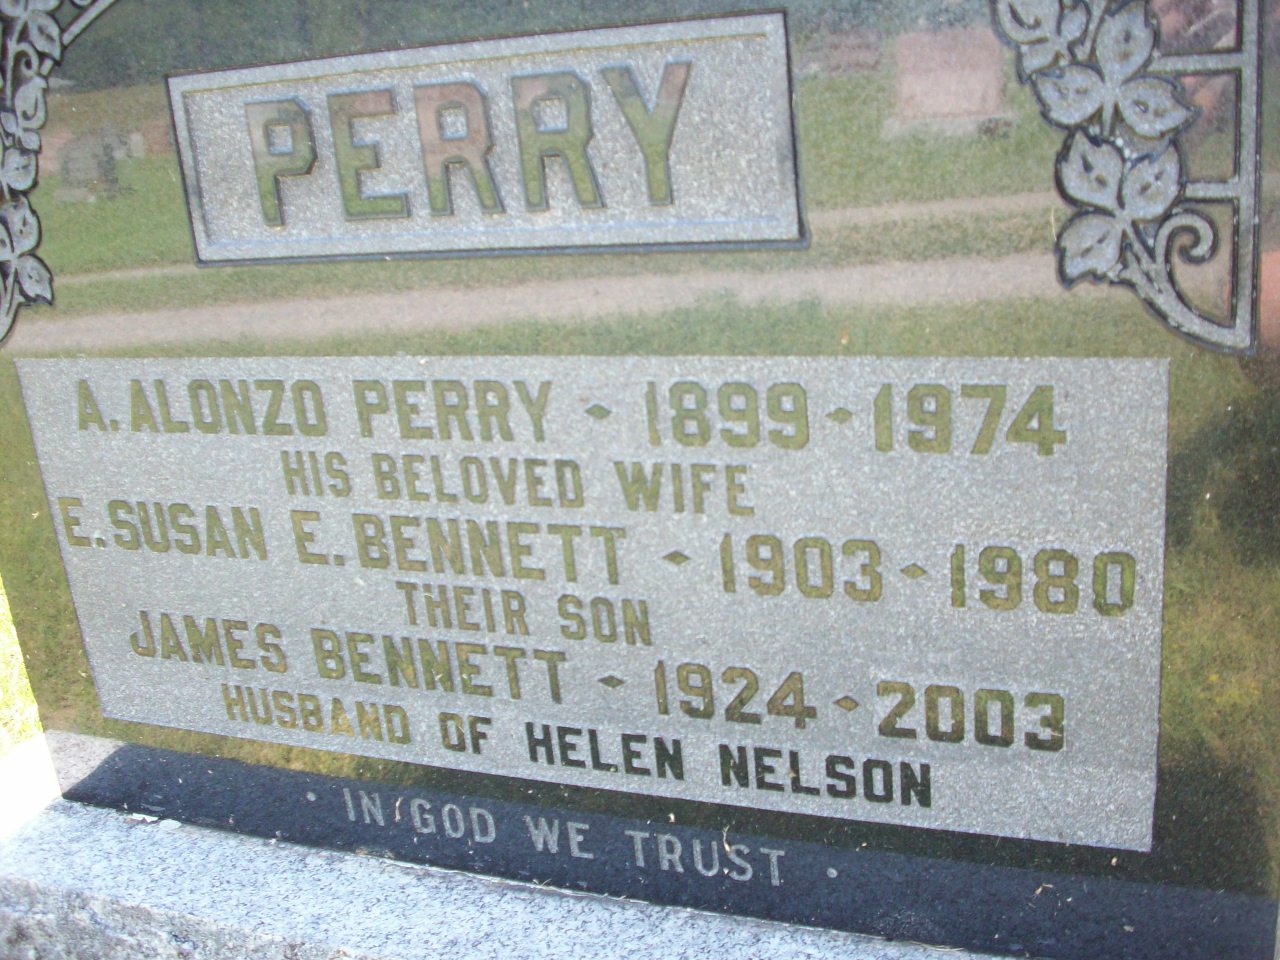 PERRY
A. ALONZO PERRY · 1899 · 1974
HIS BELOVED WIFE
E. SUSAN E. BENNETT · 1903 · 1980
THEIR SON
JAMES BENNETT · 1924 · 2003
HUSBAND OF HELEN NELSON
· IN GOD WE TRUST ·